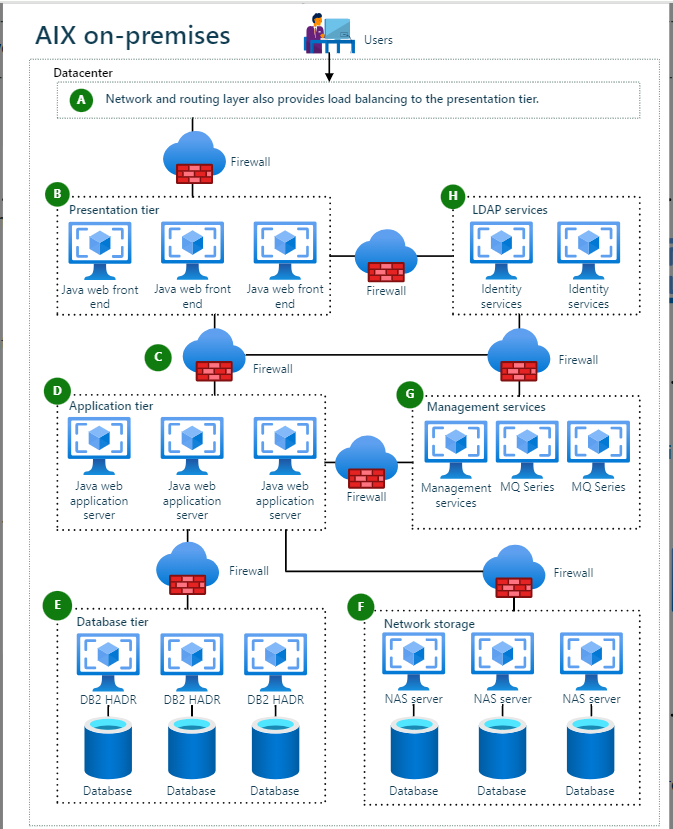 AIX on-premises
Users
Datacenter
A
Network and routing layer also provides load balancing to the presentation tier.
Firewall
B
Presentation tier
Java web front
end
Java web front
end
Java web front
end
Firewall
H
LDAP services
Identity
services
Identity
services
C
Firewall
Firewall
D
Application tier
Java web
application
server
Java web
application
server
Java web
application
server
Firewall
G
Management services
Management
services
MQ Series
MQ Series
Firewall
Firewall
E
Database tier
DB2 HADR
DB2 HADR
DB2 HADR
Database
Database
Database
F
Network storage
NAS server
NAS server
NAS server
Database
Database
Database